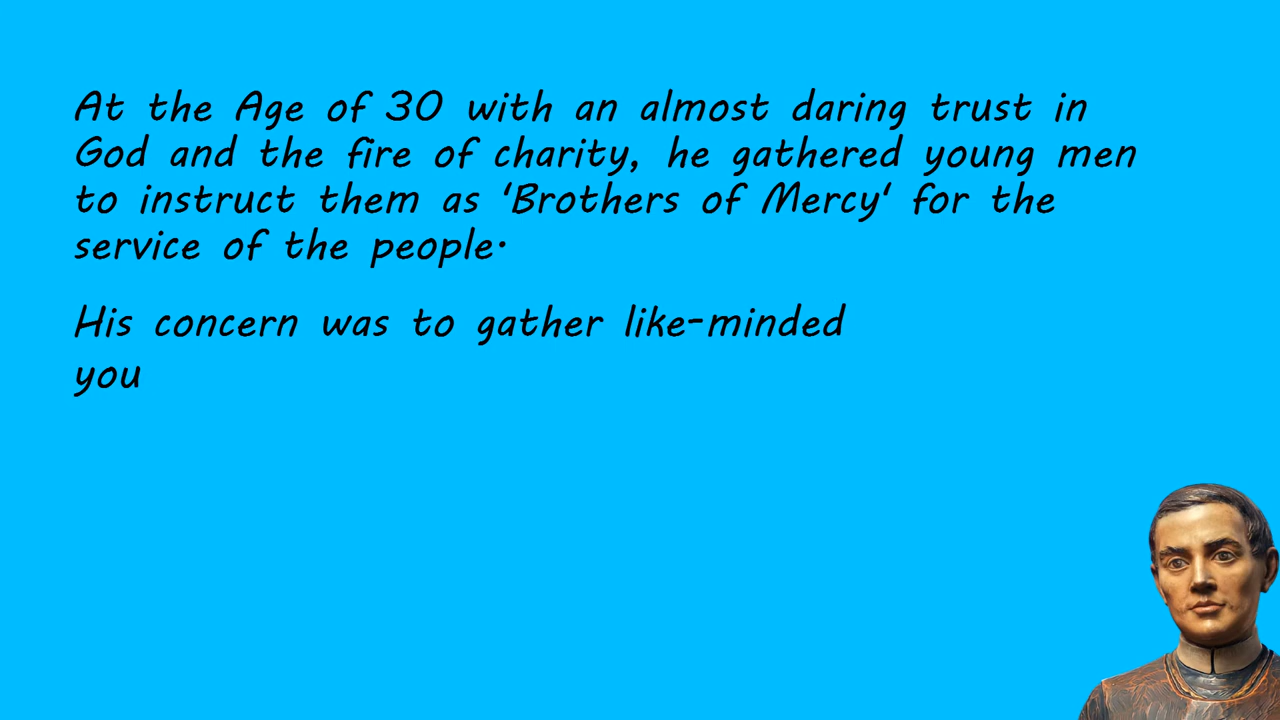 At the Age of 30 with an almost daring trust in
God and the fire of charity, he gathered young men
to instruct them as 'Brothers of Mercy' for the
service of the people.
His concern was to gather like-minded
you